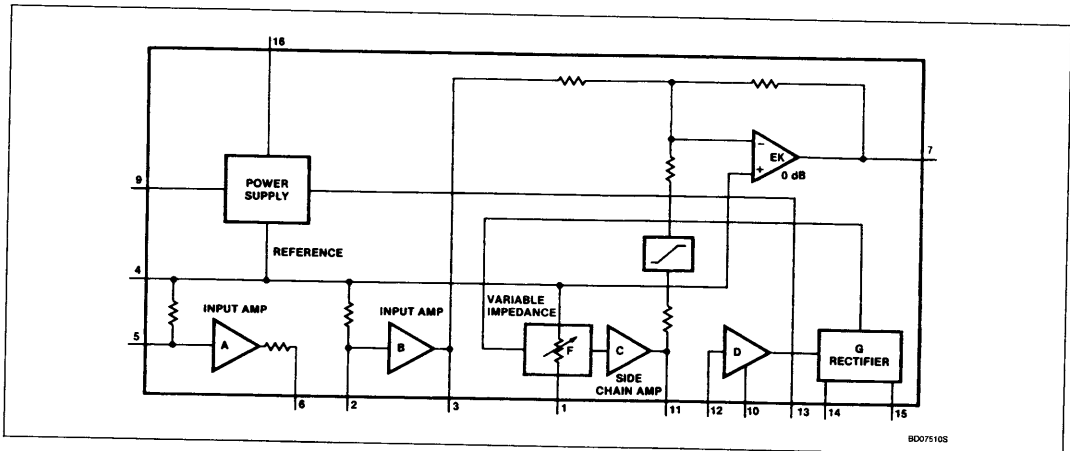 16
7
−
EK
+
0 dB
9
POWER
SUPPLY
REFERENCE
4
VARIABLE
IMPEDANCE
INPUT AMP
INPUT AMP
5
A
B
F
C
D
G
RECTIFIER
SIDE
CHAIN AMP
6
2
3
1
11
12
10
13
14
15
BD07510S